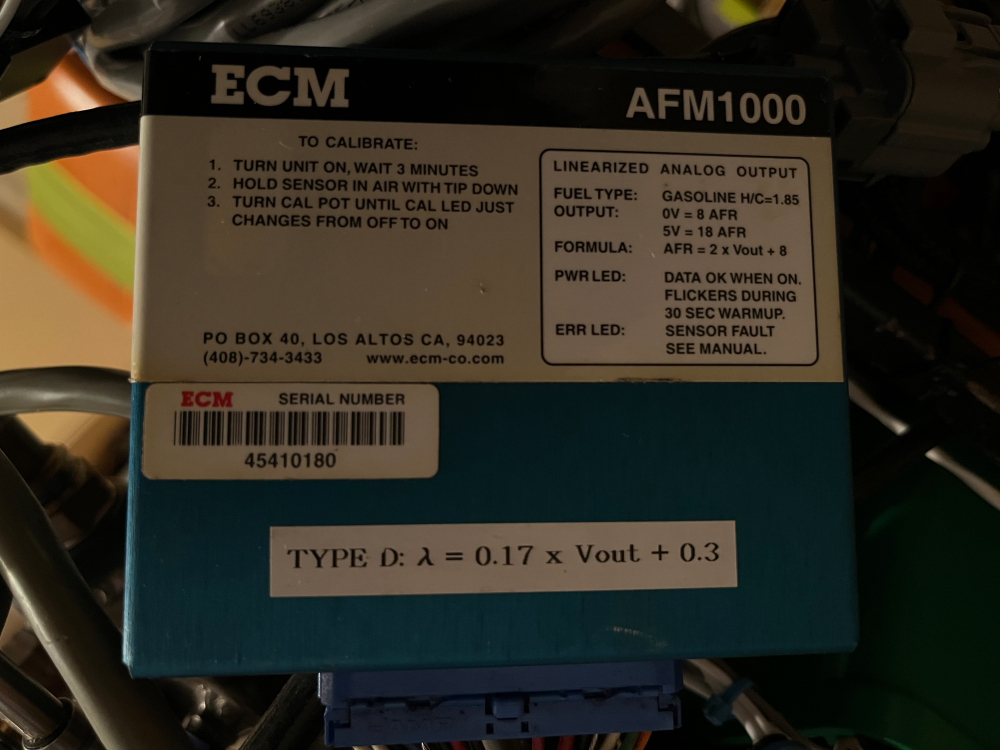 ECM
AFM1000
TO CALIBRATE:
1. TURN UNIT ON, WAIT 3 MINUTES
2. HOLD SENSOR IN AIR WITH TIP DOWN
3. TURN CAL POT UNTIL CAL LED JUST
CHANGES FROM OFF TO ON
PO BOX 40, LOS ALTOS CA, 94023
(408)-734-3433 www.ecm-co.com
LINEARIZED ANALOG OUTPUT
FUEL TYPE: GASOLINE H/C=1.85
OUTPUT: 0V = 8 AFR
5V = 18 AFR
FORMULA: AFR = 2 x Vout + 8
PWR LED: DATA OK WHEN ON.
FLICKERS DURING
30 SEC WARMUP.
ERR LED: SENSOR FAULT
SEE MANUAL.
ECM SERIAL NUMBER
45410180
TYPE D: λ = 0.17 x Vout + 0.3